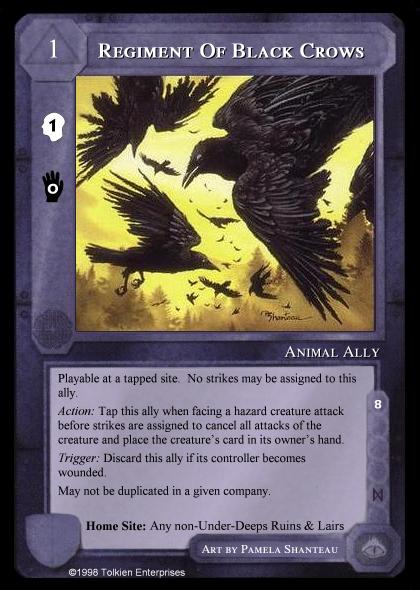 1
REGIMENT OF BLACK CROWS
1
0
PShanteau
ANIMAL ALLY
Playable at a tapped site. No strikes may be assigned to this
ally.
Action: Tap this ally when facing a hazard creature attack
before strikes are assigned to cancel all attacks of the
creature and place the creature's card in its owner's hand.
Trigger: Discard this ally if its controller becomes
wounded.
May not be duplicated in a given company.
8
Home Site: Any non-Under-Deeps Ruins & Lairs
ART BY PAMELA SHANTEAU
©1998 Tolkien Enterprises